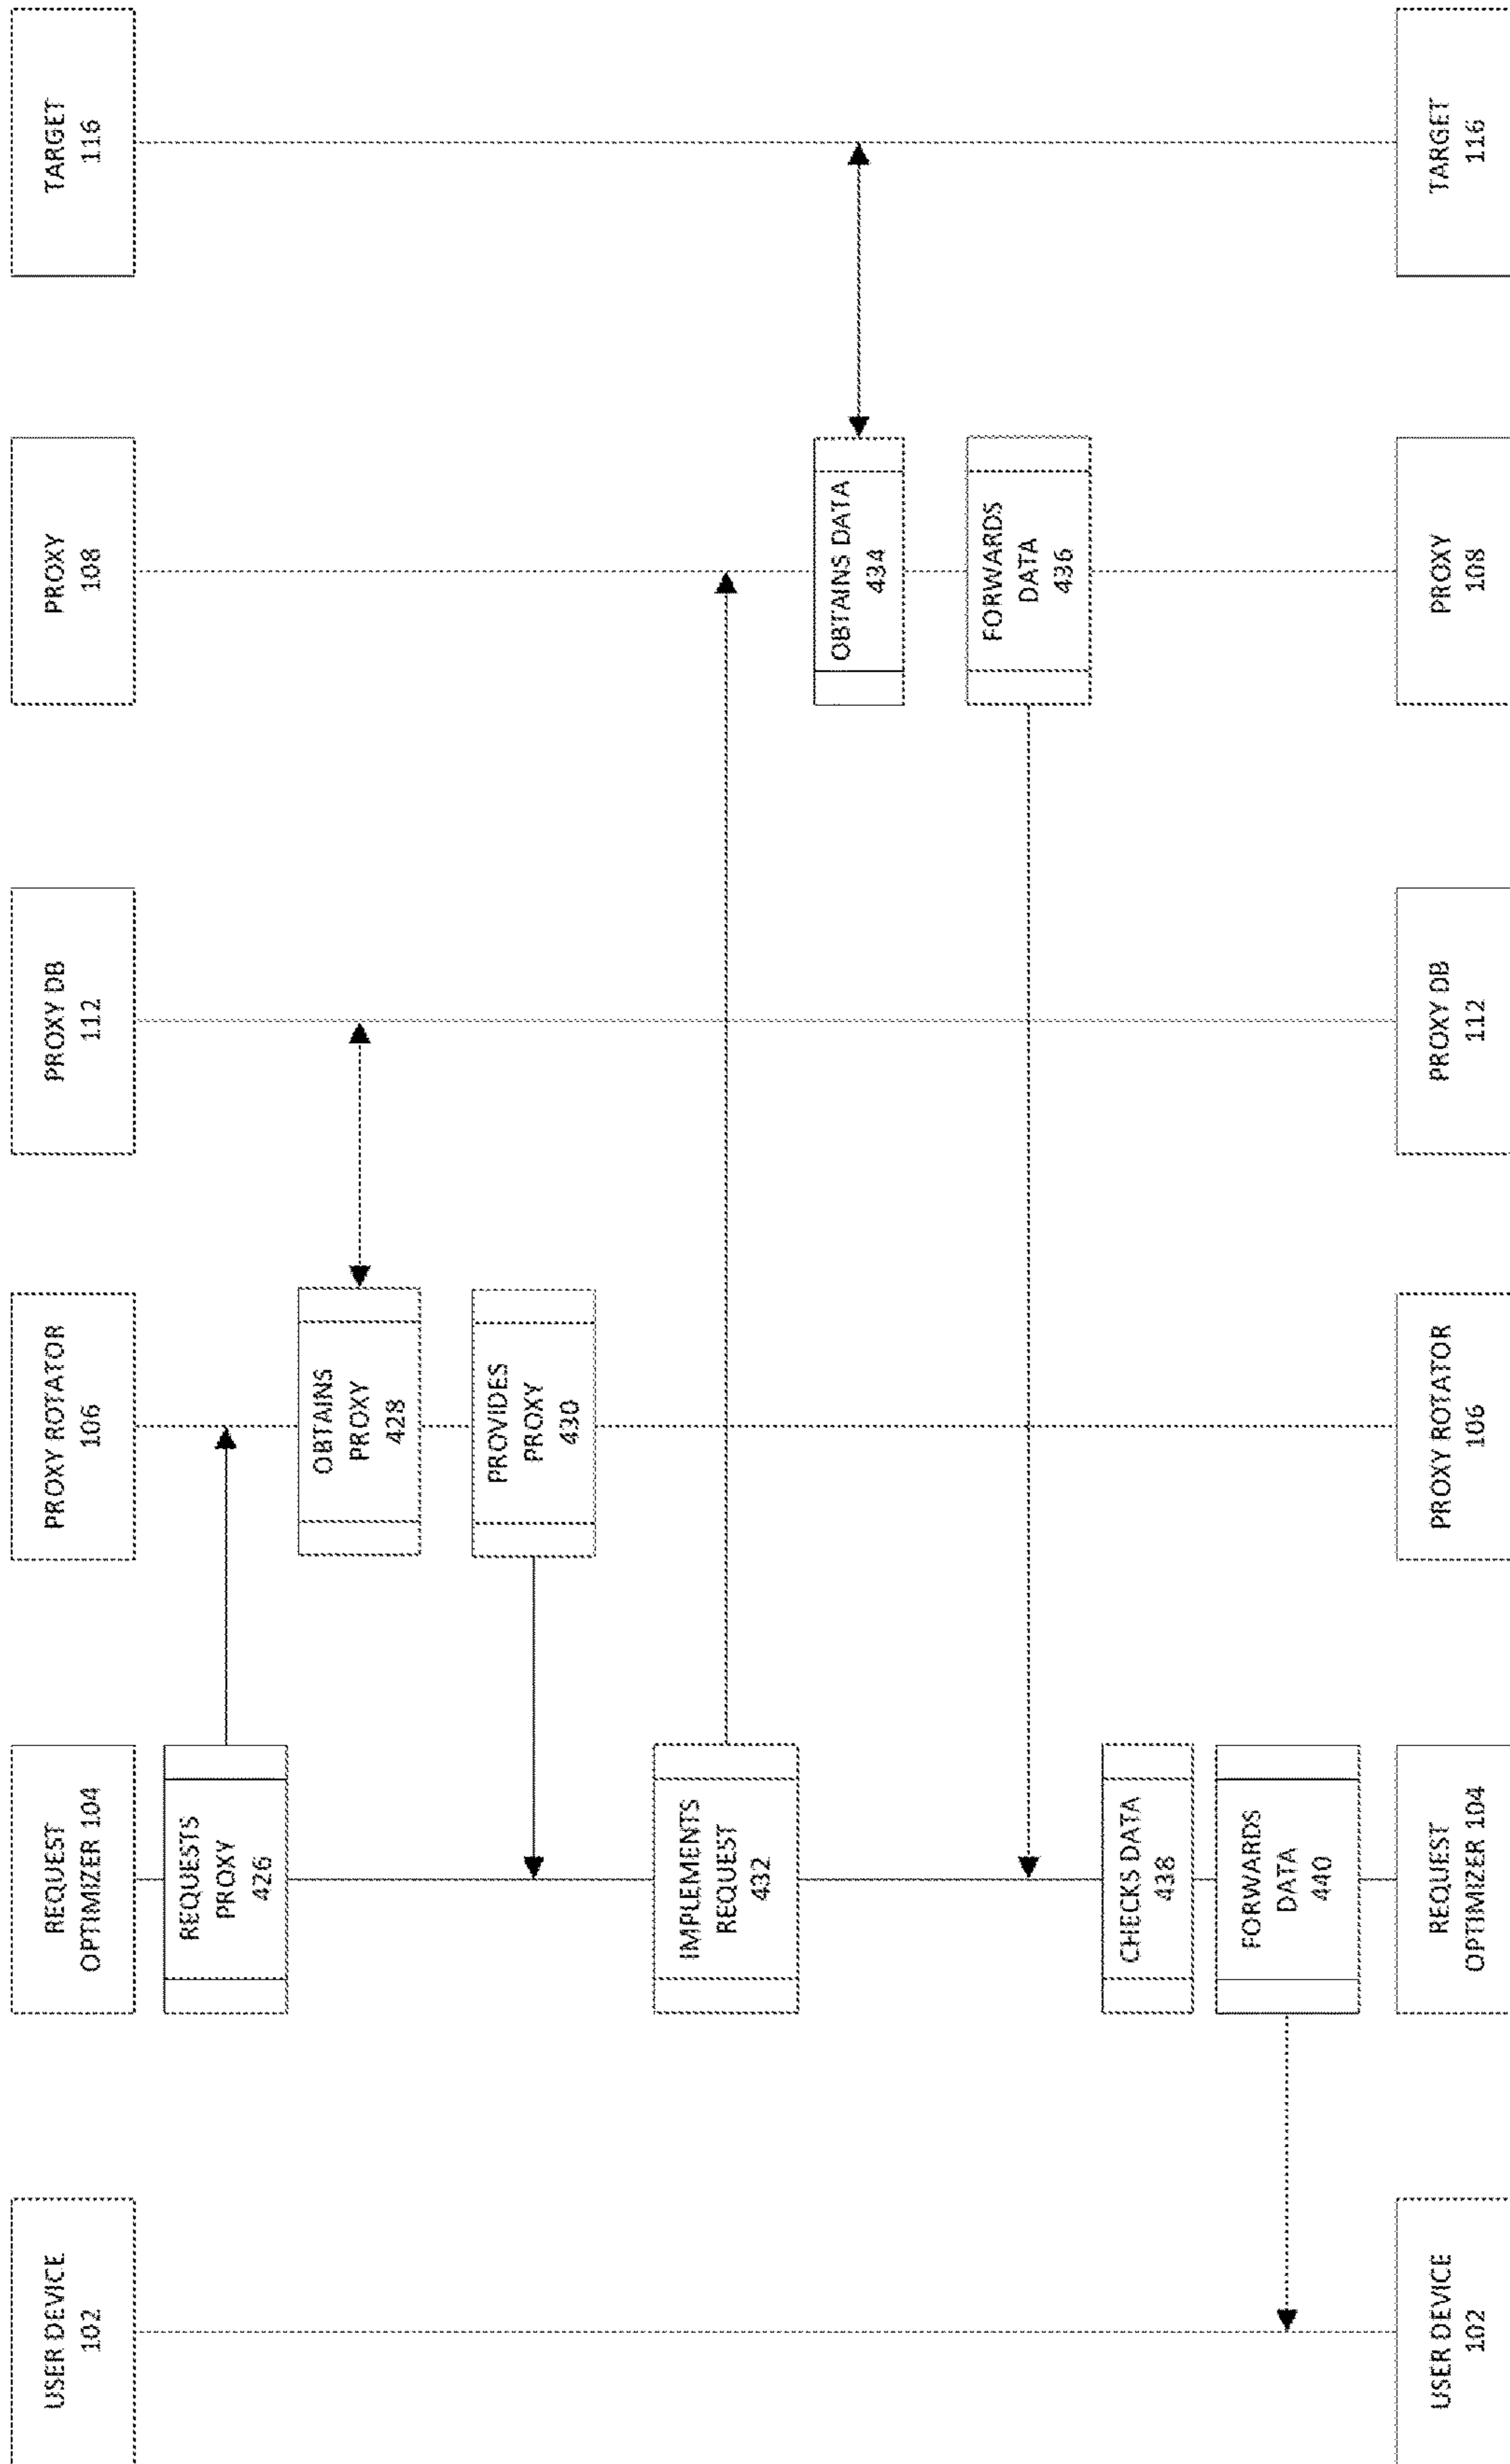 USER DEVICE
102
REQUEST
OPTIMIZER 104
PROXY ROTATOR
106
PROXY DB
112
PROXY
108
TARGET
116
REQUESTS
PROXY
426
OBTAINS
PROXY
428
PROVIDES
PROXY
430
IMPLEMENTS
REQUEST
432
OBTAINS DATA
434
FORWARDS
DATA
436
CHECKS DATA
438
FORWARDS
DATA
440
USER DEVICE
102
REQUEST
OPTIMIZER 104
PROXY ROTATOR
106
PROXY DB
112
PROXY
108
TARGET
116